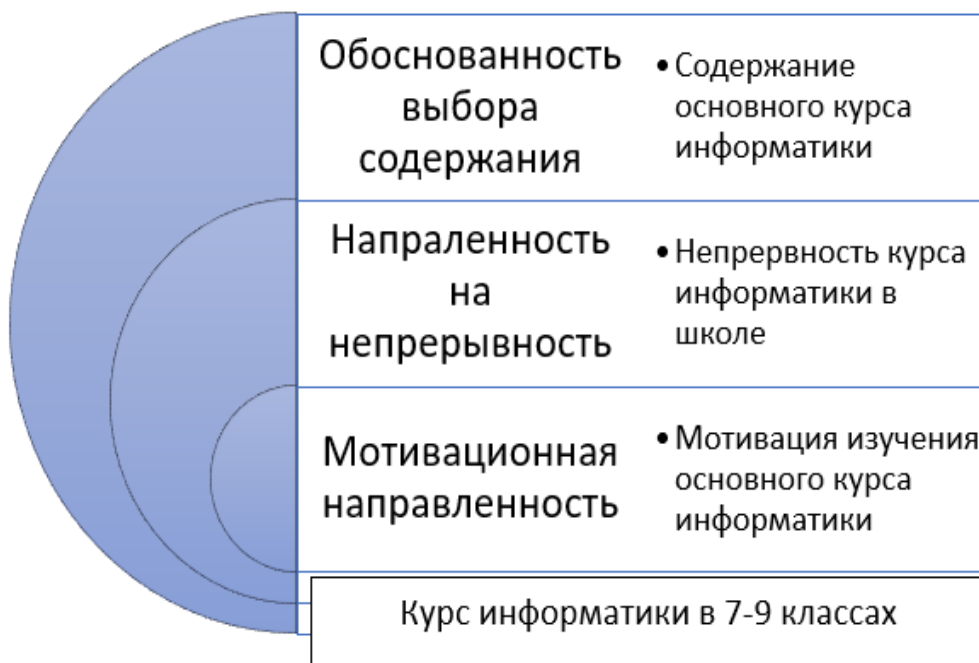 Обоснованность
выбора
содержания
• Содержание
основного курса
информатики
Напраленность
на
непрерывность
• Непрервность курса
информатики в
школе
Мотивационная
направленность
• Мотивация изучения
основного курса
информатики
Курс информатики в 7-9 классах